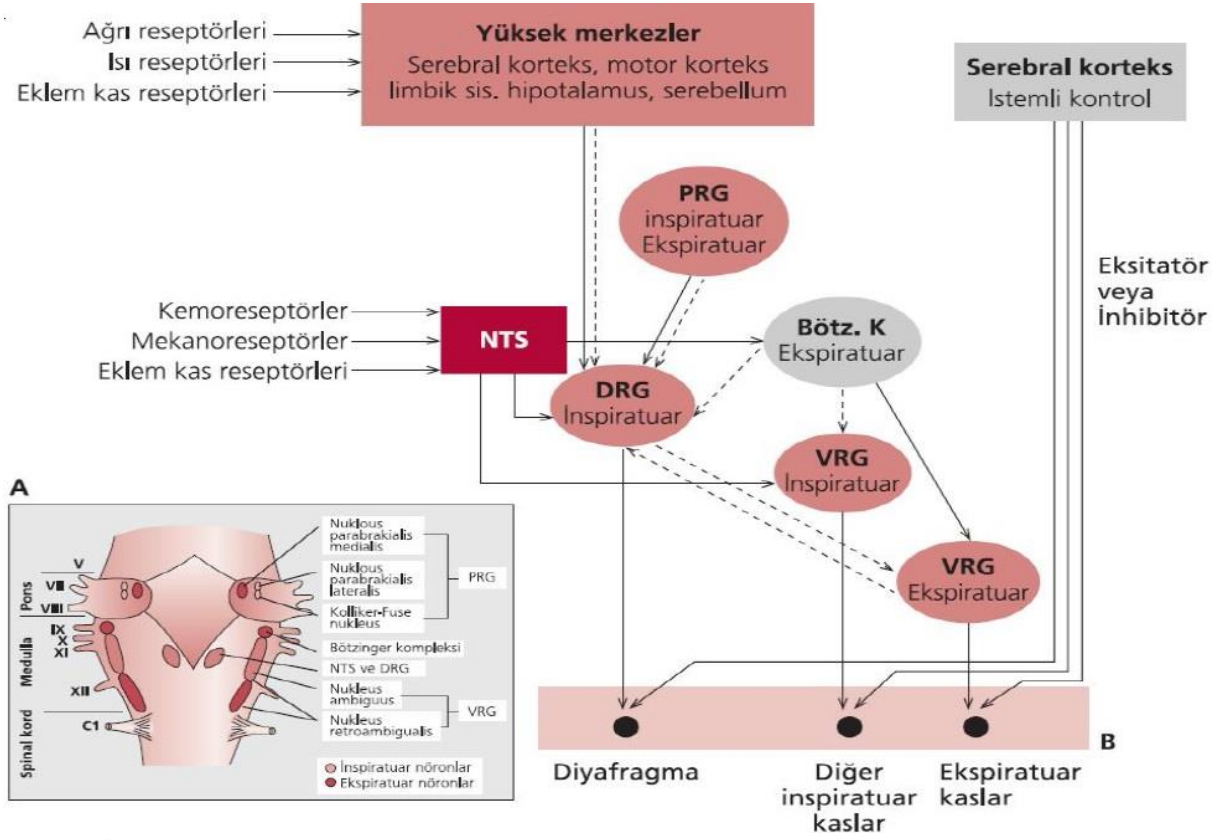 Ağrı reseptörleri
Isı reseptörleri
Eklem kas reseptörleri
Yüksek merkezler
Serebral korteks, motor korteks
limbik sis. hipotalamus, serebellum
Serebral korteks
Istemli kontrol
PRG
inspiratuar
Ekspiratuar
Eksitatör
veya
İnhibitör
Kemoreseptörler
Mekanoreseptörler
Eklem kas reseptörleri
NTS
Bötz. K
Ekspiratuar
DRG
İnspiratuar
VRG
İnspiratuar
VRG
Ekspiratuar
A
Pons
Medulla
Spinal kord
V
VII
VIII
IX
X
XI
XII
C1
Nuklous
parabrakialis
medialis
Nuklous
parabrakialis
lateralis
Kolliker-Fuse
nukleus
PRG
Bötzinger kompleksi
NTS ve DRG
Nukleus
ambiguus
Nukleus
retroambigualis
VRG
İnspiratuar nöronlar
Ekspiratuar nöronlar
B
Diyafragma
Diğer
inspiratuar
kaslar
Ekspiratuar
kaslar